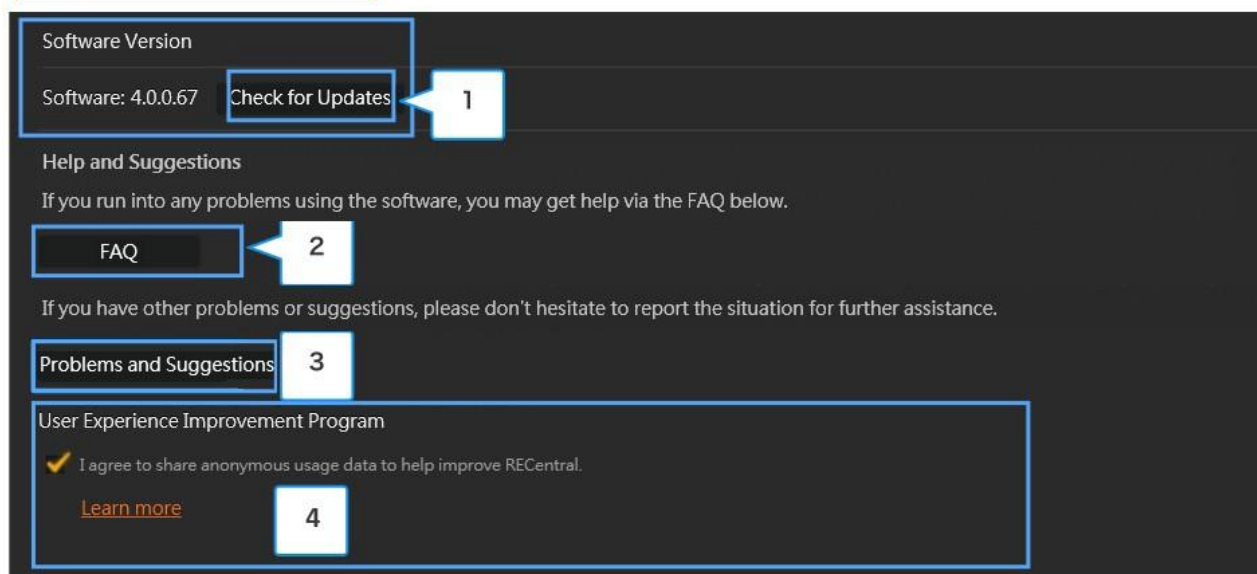 Software Version
Software: 4.0.0.67 Check for Updates 1
Help and Suggestions
If you run into any problems using the software, you may get help via the FAQ below.
FAQ 2
If you have other problems or suggestions, please don't hesitate to report the situation for further assistance.
Problems and Suggestions 3
User Experience Improvement Program
I agree to share anonymous usage data to help improve RECentral.
Learn more 4